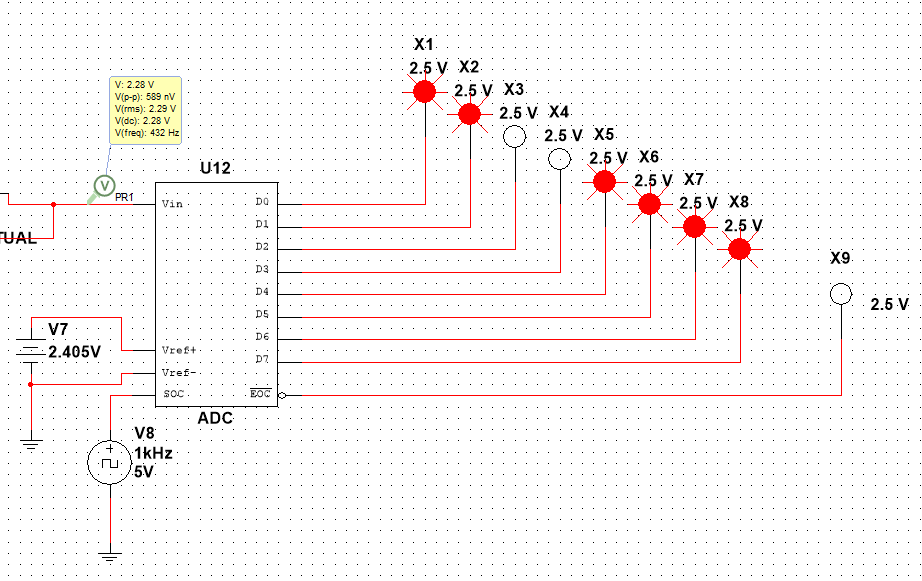 X1
2.5 V
X2
2.5 V
X3
2.5 V
X4
2.5 V
X5
2.5 V
X6
2.5 V
X7
2.5 V
X8
2.5 V
X9
2.5 V
V: 2.28 V
V(p-p): 589 nV
V(rms): 2.29 V
V(dc): 2.28 V
V(freq): 432 Hz
V
PR1
U12
Vin
D0
D1
D2
D3
D4
D5
D6
D7
Vref+
Vref-
SOC
EOC
ADC
TUAL
V7
2.405V
V8
1kHz
5V